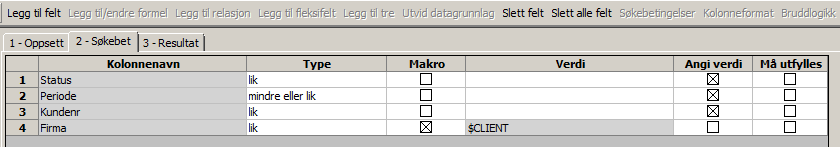 Legg til felt Legg til/endre formel Legg til relasjon Legg til fleksifelt Legg til tre Utvid datagrunnlag Slett felt Slett alle felt Søkebetingelser Kolonneformat Bruddlogikk
1 - Oppsett 2 - Søkebet 3 - Resultat
Kolonnenavn Type Makro Verdi Angi verdi Må utfylles
1 Status lik
2 Periode mindre eller lik
3 Kundenr lik
4 Firma lik $CLIENT